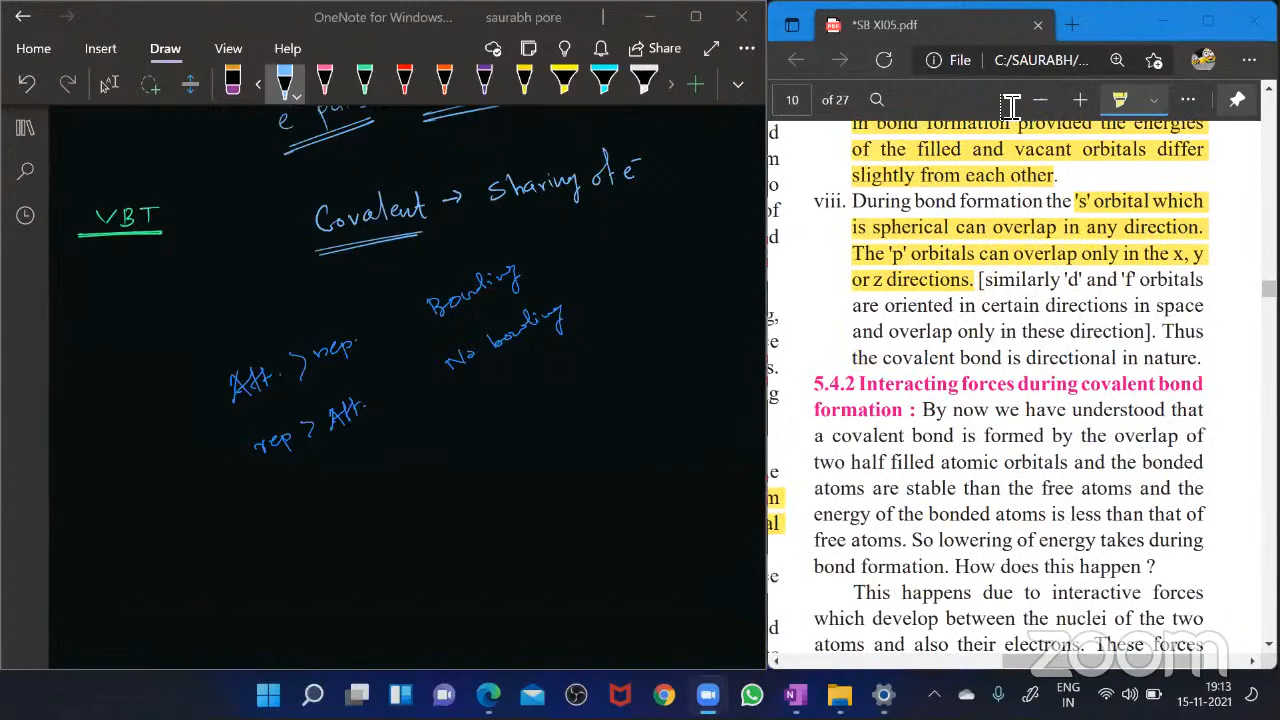 OneNote for Windows...
saurabh pore
Home
Insert
Draw
View
Help
Share
e
VBT
Covalent → sharing of e-
Bonding
No bonding
Att. > rep.
rep > Att.
*SB XI05.pdf
File
C:/SAURABH/...
10
of 27
in bond formation provided the energies
of the filled and vacant orbitals differ
slightly from each other.
viii. During bond formation the 's' orbital which
is spherical can overlap in any direction.
The 'p' orbitals can overlap only in the x, y
or z directions. [similarly 'd' and 'f' orbitals
are oriented in certain directions in space
and overlap only in these direction]. Thus
the covalent bond is directional in nature.
5.4.2 Interacting forces during covalent bond
formation : By now we have understood that
a covalent bond is formed by the overlap of
two half filled atomic orbitals and the bonded
atoms are stable than the free atoms and the
energy of the bonded atoms is less than that of
free atoms. So lowering of energy takes during
bond formation. How does this happen ?
This happens due to interactive forces
which develop between the nuclei of the two
atoms and also their electrons. These forces
zoom
ENG
IN
19:13
15-11-2021